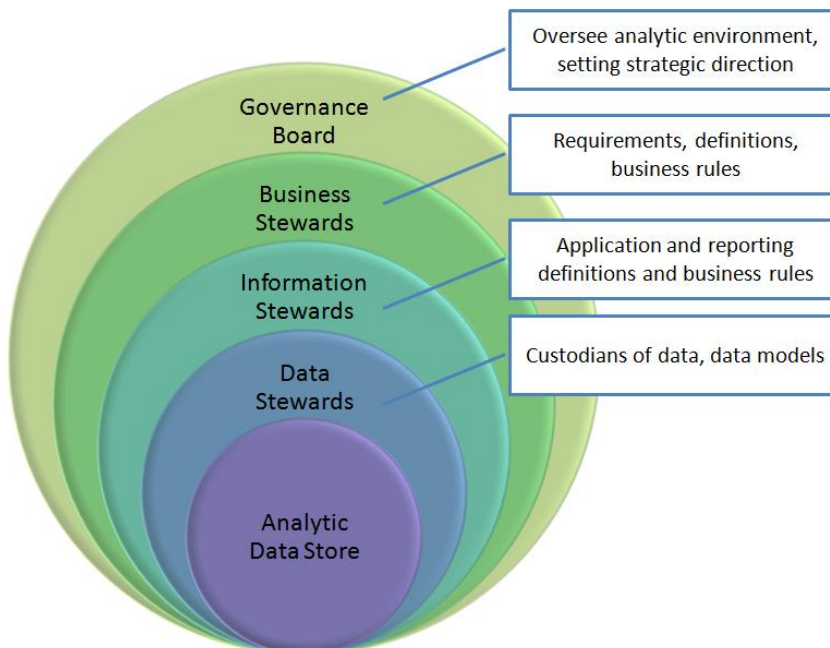 Oversee analytic environment,
setting strategic direction
Governance
Board
Requirements, definitions,
business rules
Business
Stewards
Application and reporting
definitions and business rules
Information
Stewards
Custodians of data, data models
Data
Stewards
Analytic
Data Store